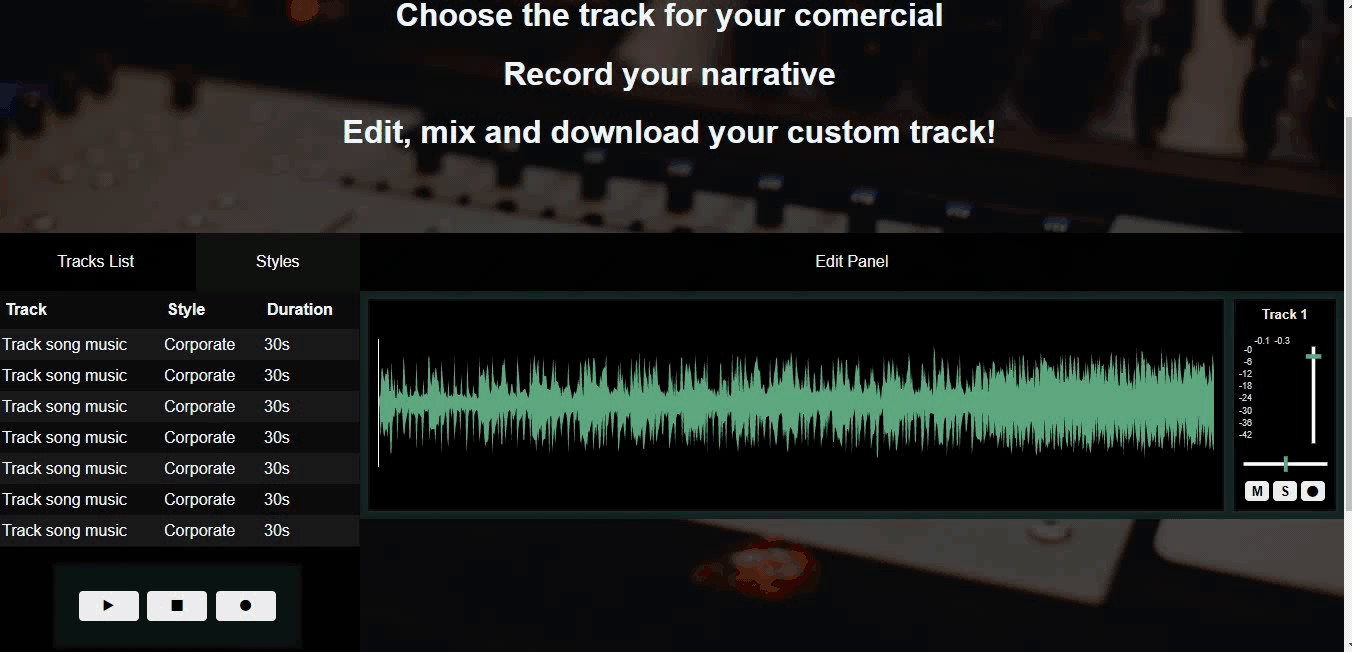 Choose the track for your comercial
Record your narrative
Edit, mix and download your custom track!
Tracks List Styles Edit Panel
Track Style Duration
Track song music Corporate 30s
Track song music Corporate 30s
Track song music Corporate 30s
Track song music Corporate 30s
Track song music Corporate 30s
Track song music Corporate 30s
Track song music Corporate 30s
Track 1
-0.1 -0.3
-0
-6
-12
-18
-24
-30
-36
-42
M S